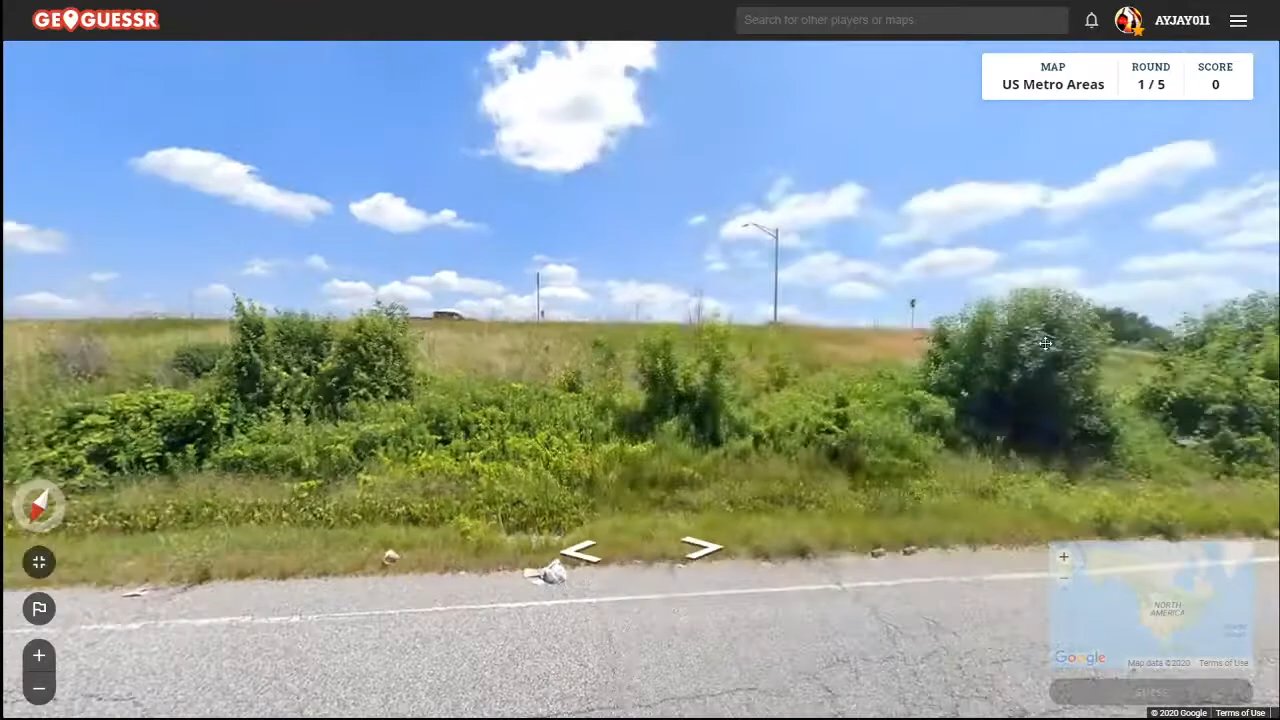 GEOGUESSR
Search for other players or maps
AYJAY011
MAP
US Metro Areas
ROUND
1 / 5
SCORE
0
+
−
+
−
NORTH
AMERICA
Google
Map data ©2020 Terms of Use
GUESS
© 2020 Google Terms of Use